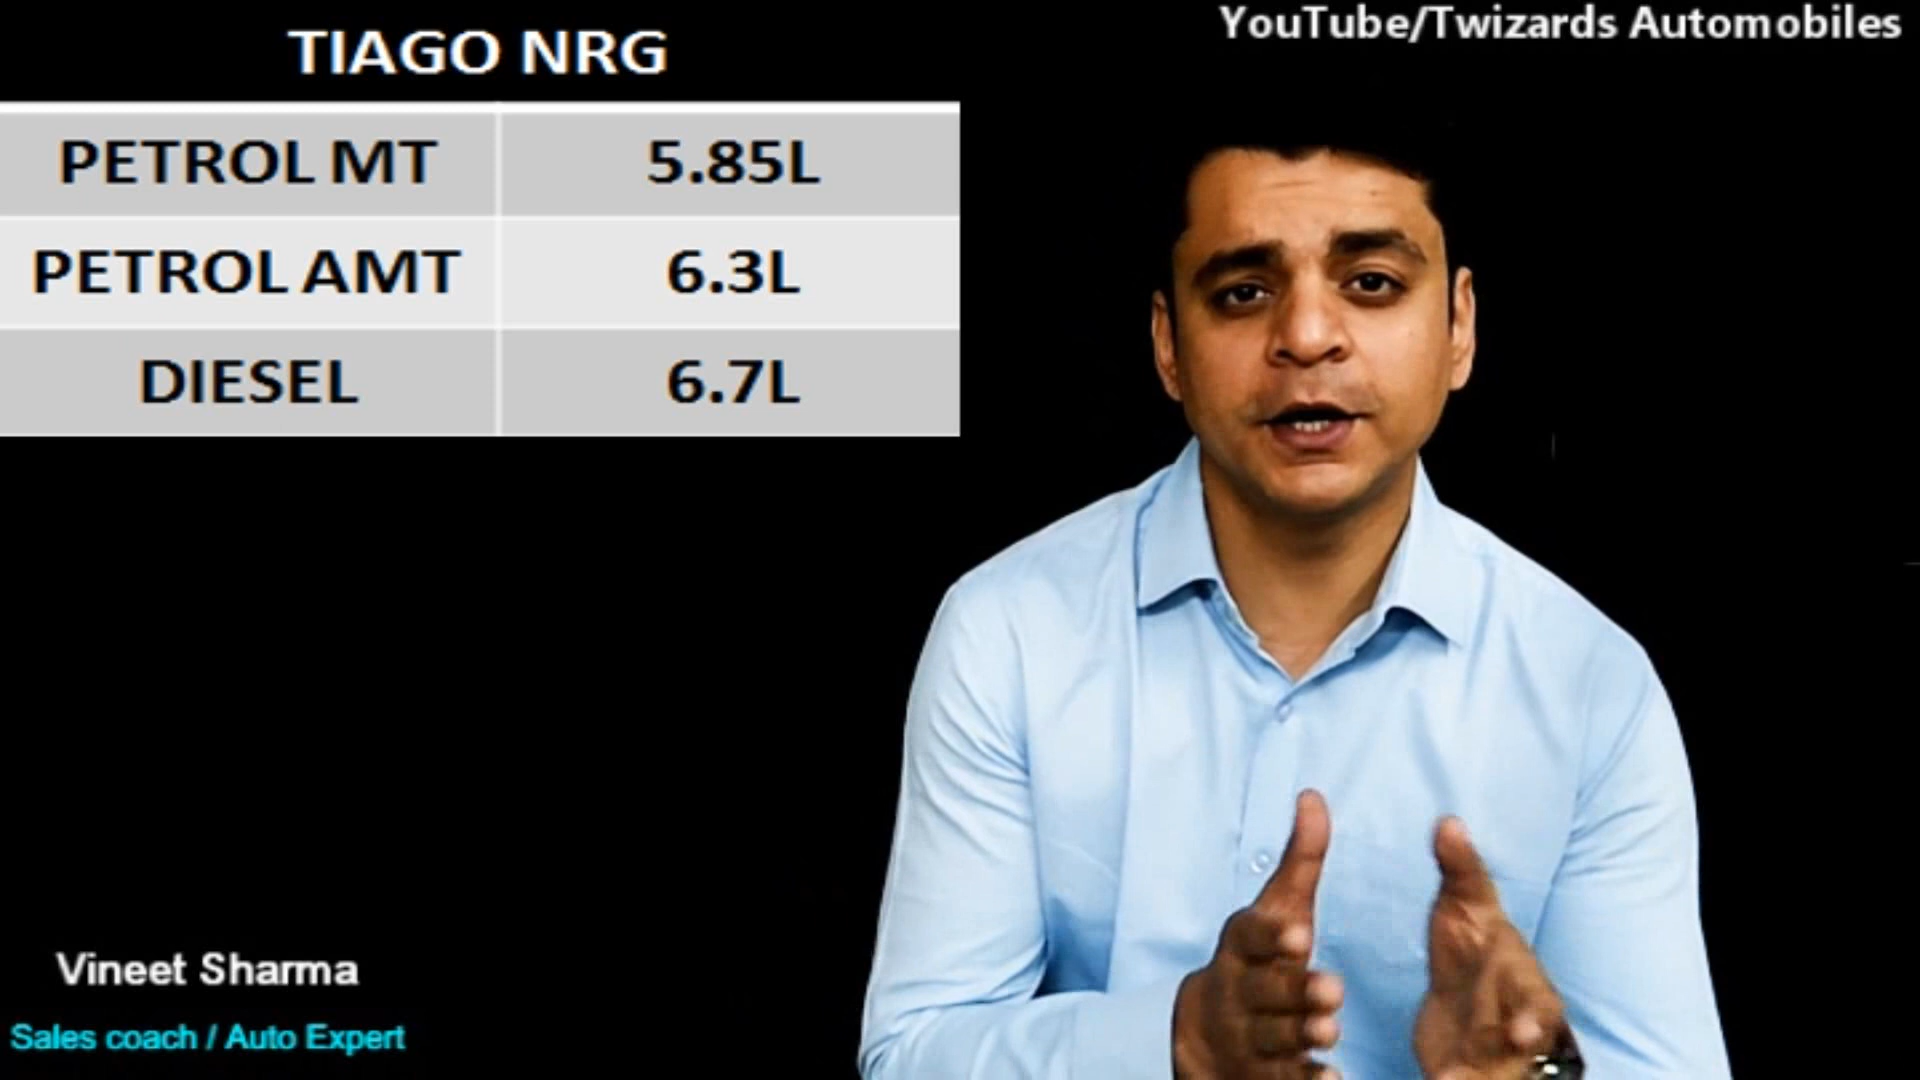 YouTube/Twizards Automobiles
TIAGO NRG
PETROL MT 5.85L
PETROL AMT 6.3L
DIESEL 6.7L
Vineet Sharma
Sales coach / Auto Expert